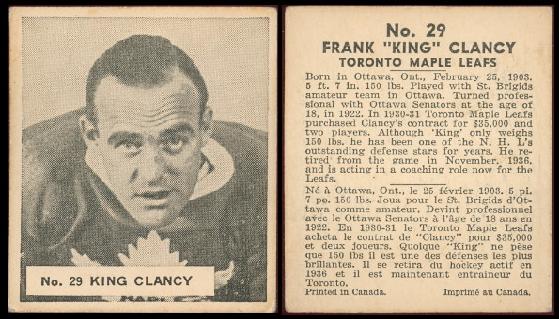 No. 29 KING CLANCY
No. 29
FRANK "KING" CLANCY
TORONTO MAPLE LEAFS
Born in Ottawa, Ont., February 25, 1903.
5 ft. 7 in. 150 lbs. Played with St. Brigids
amateur team in Ottawa. Turned profes-
sional with Ottawa Senators at the age of
18, in 1922. In 1930-31 Toronto Maple Leafs
purchased Clancy's contract for $35,000 and
two players. Although 'King' only weighs
150 lbs. he has been one of the N. H. L's
outstanding defense stars for years. He re-
tired from the game in November, 1936,
and is acting in a coaching role now for
the Leafs.
Né à Ottawa, Ont., le 25 février 1903. 5 pi.
7 po. 150 lbs. Joua pour le St. Brigids d'Ot-
tawa comme amateur. Devint professionnel
avec le Ottawa Senators à l'âge de 18 ans en
1922. En 1930-31 le Toronto Maple Leafs
acheta le contrat de "Clancy" pour $35,000
et deux joueurs. Quoique "King" ne pèse
que 150 lbs il est une des défenses les plus
brillantes. Il se retira du hockey actif en
1936 et il est maintenant entraineur du
Toronto.
Printed in Canada. Imprimé au Canada.